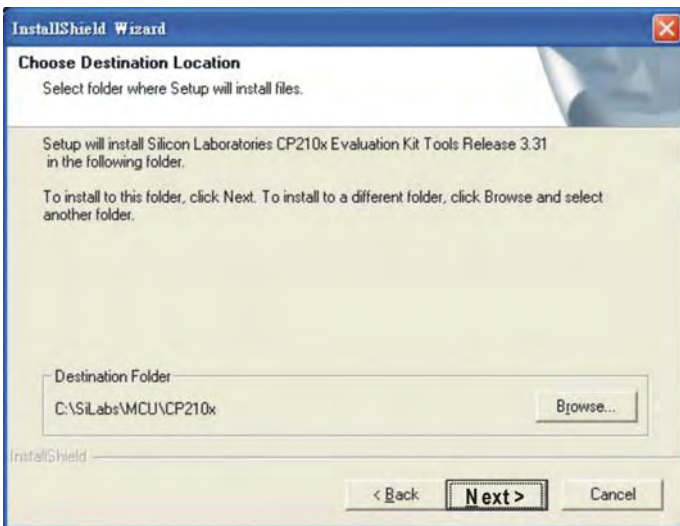 InstallShield Wizard
Choose Destination Location
Select folder where Setup will install files.
Setup will install Silicon Laboratories CP210x Evaluation Kit Tools Release 3.31
in the following folder.
To install to this folder, click Next. To install to a different folder, click Browse and select
another folder.
Destination Folder
C:\SiLabs\MCU\CP210x
Browse...
InstallShield
< Back
Next >
Cancel